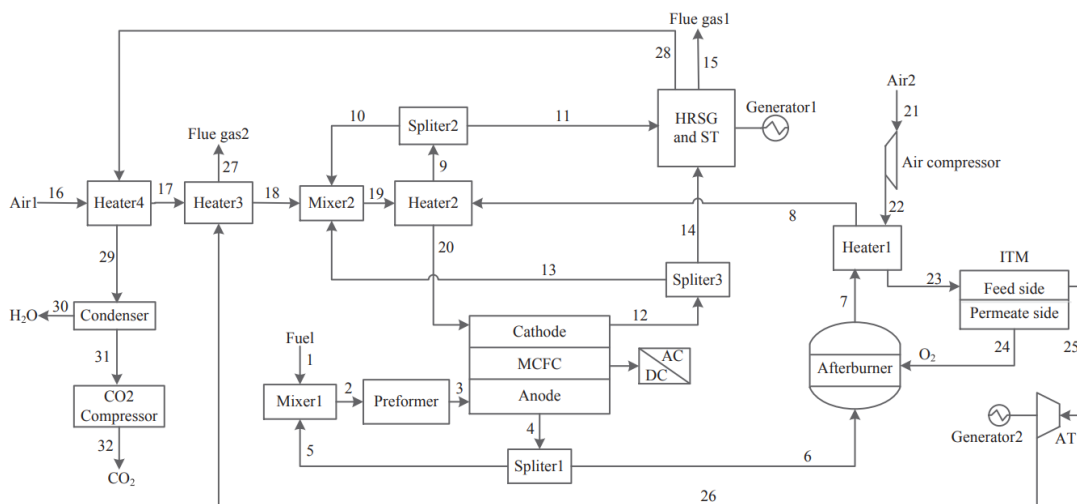 Flue gas1
28
15
Air2
21
Generator1
HRSG
and ST
10
Spliter2
11
Flue gas2
27
9
Air compressor
22
Air1
16
Heater4
17
Heater3
18
Mixer2
19
Heater2
8
14
Heater1
20
29
13
Spliter3
23
ITM
Feed side
Permeate side
7
H2O
30
Condenser
12
Cathode
MCFC
Anode
AC
DC
24
25
O2
Afterburner
Fuel
1
31
Mixer1
2
Preformer
3
CO2
Compressor
4
5
Spliter1
6
Generator2
AT
32
CO2
26